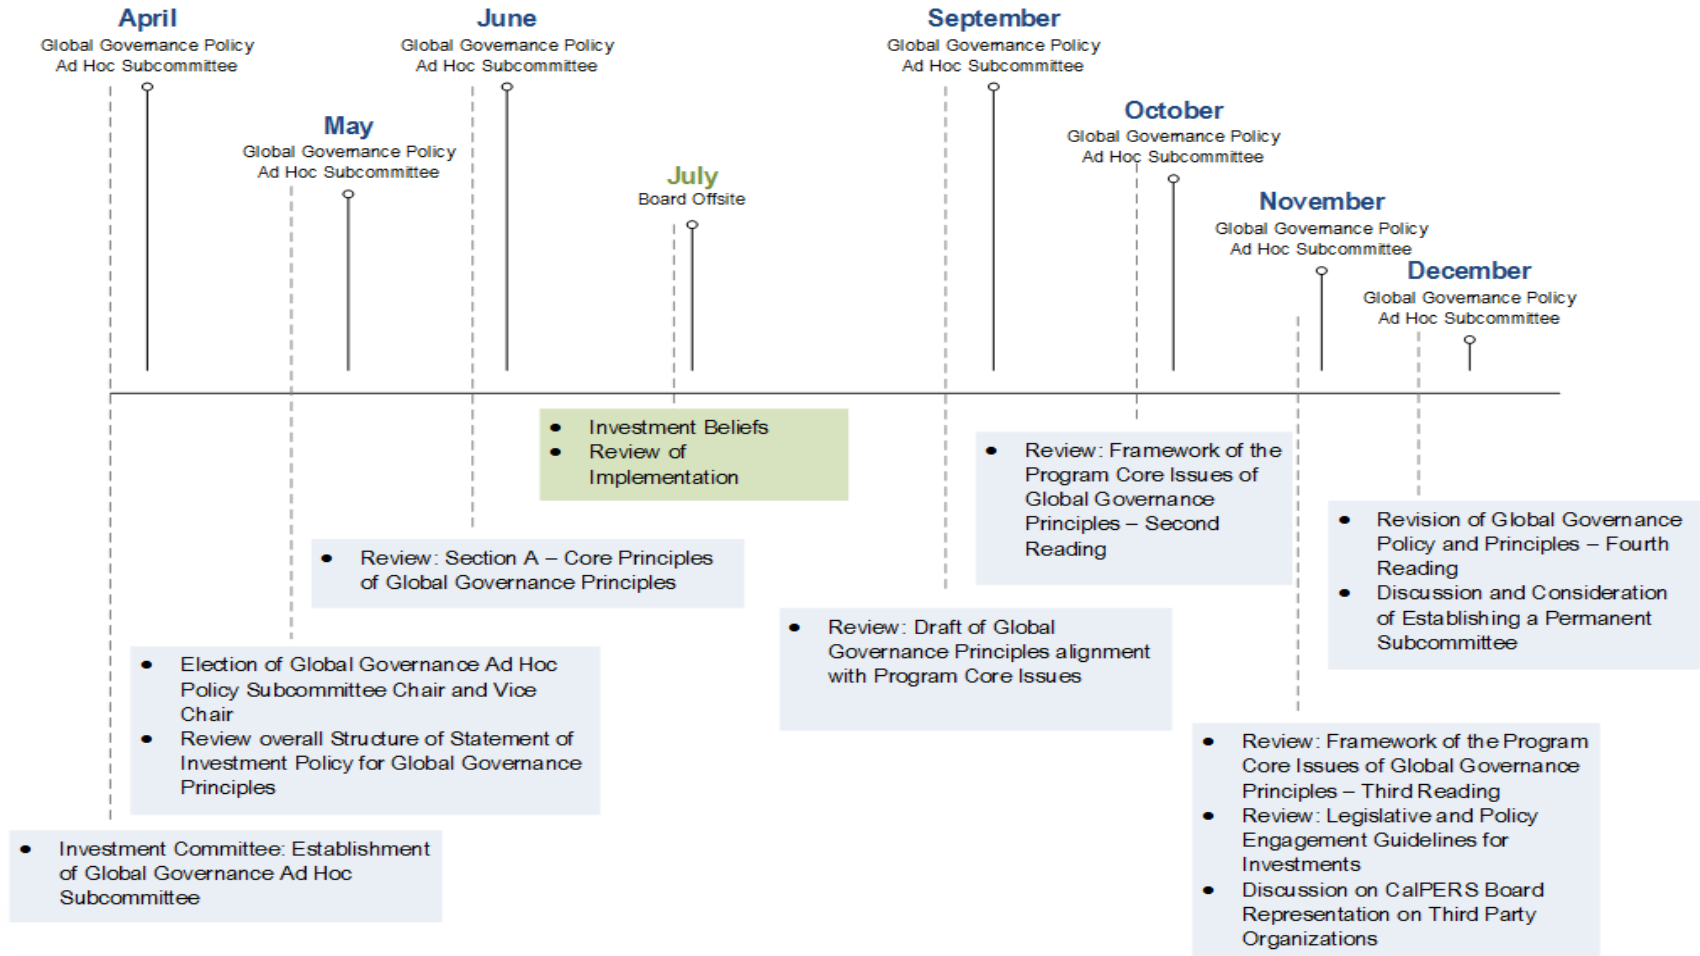 April
Global Governance Policy
Ad Hoc Subcommittee
June
Global Governance Policy
Ad Hoc Subcommittee
September
Global Governance Policy
Ad Hoc Subcommittee
May
Global Governance Policy
Ad Hoc Subcommittee
October
Global Governance Policy
Ad Hoc Subcommittee
July
Board Offsite
November
Global Governance Policy
Ad Hoc Subcommittee
December
Global Governance Policy
Ad Hoc Subcommittee
● Investment Beliefs
● Review of
Implementation
● Review: Framework of the
Program Core Issues of
Global Governance
Principles – Second
Reading
● Revision of Global Governance
Policy and Principles – Fourth
Reading
● Discussion and Consideration
of Establishing a Permanent
Subcommittee
● Review: Section A – Core Principles
of Global Governance Principles
● Review: Draft of Global
Governance Principles alignment
with Program Core Issues
● Election of Global Governance Ad Hoc
Policy Subcommittee Chair and Vice
Chair
● Review overall Structure of Statement of
Investment Policy for Global Governance
Principles
● Review: Framework of the Program
Core Issues of Global Governance
Principles – Third Reading
● Review: Legislative and Policy
Engagement Guidelines for
Investments
● Discussion on CalPERS Board
Representation on Third Party
Organizations
● Investment Committee: Establishment
of Global Governance Ad Hoc
Subcommittee